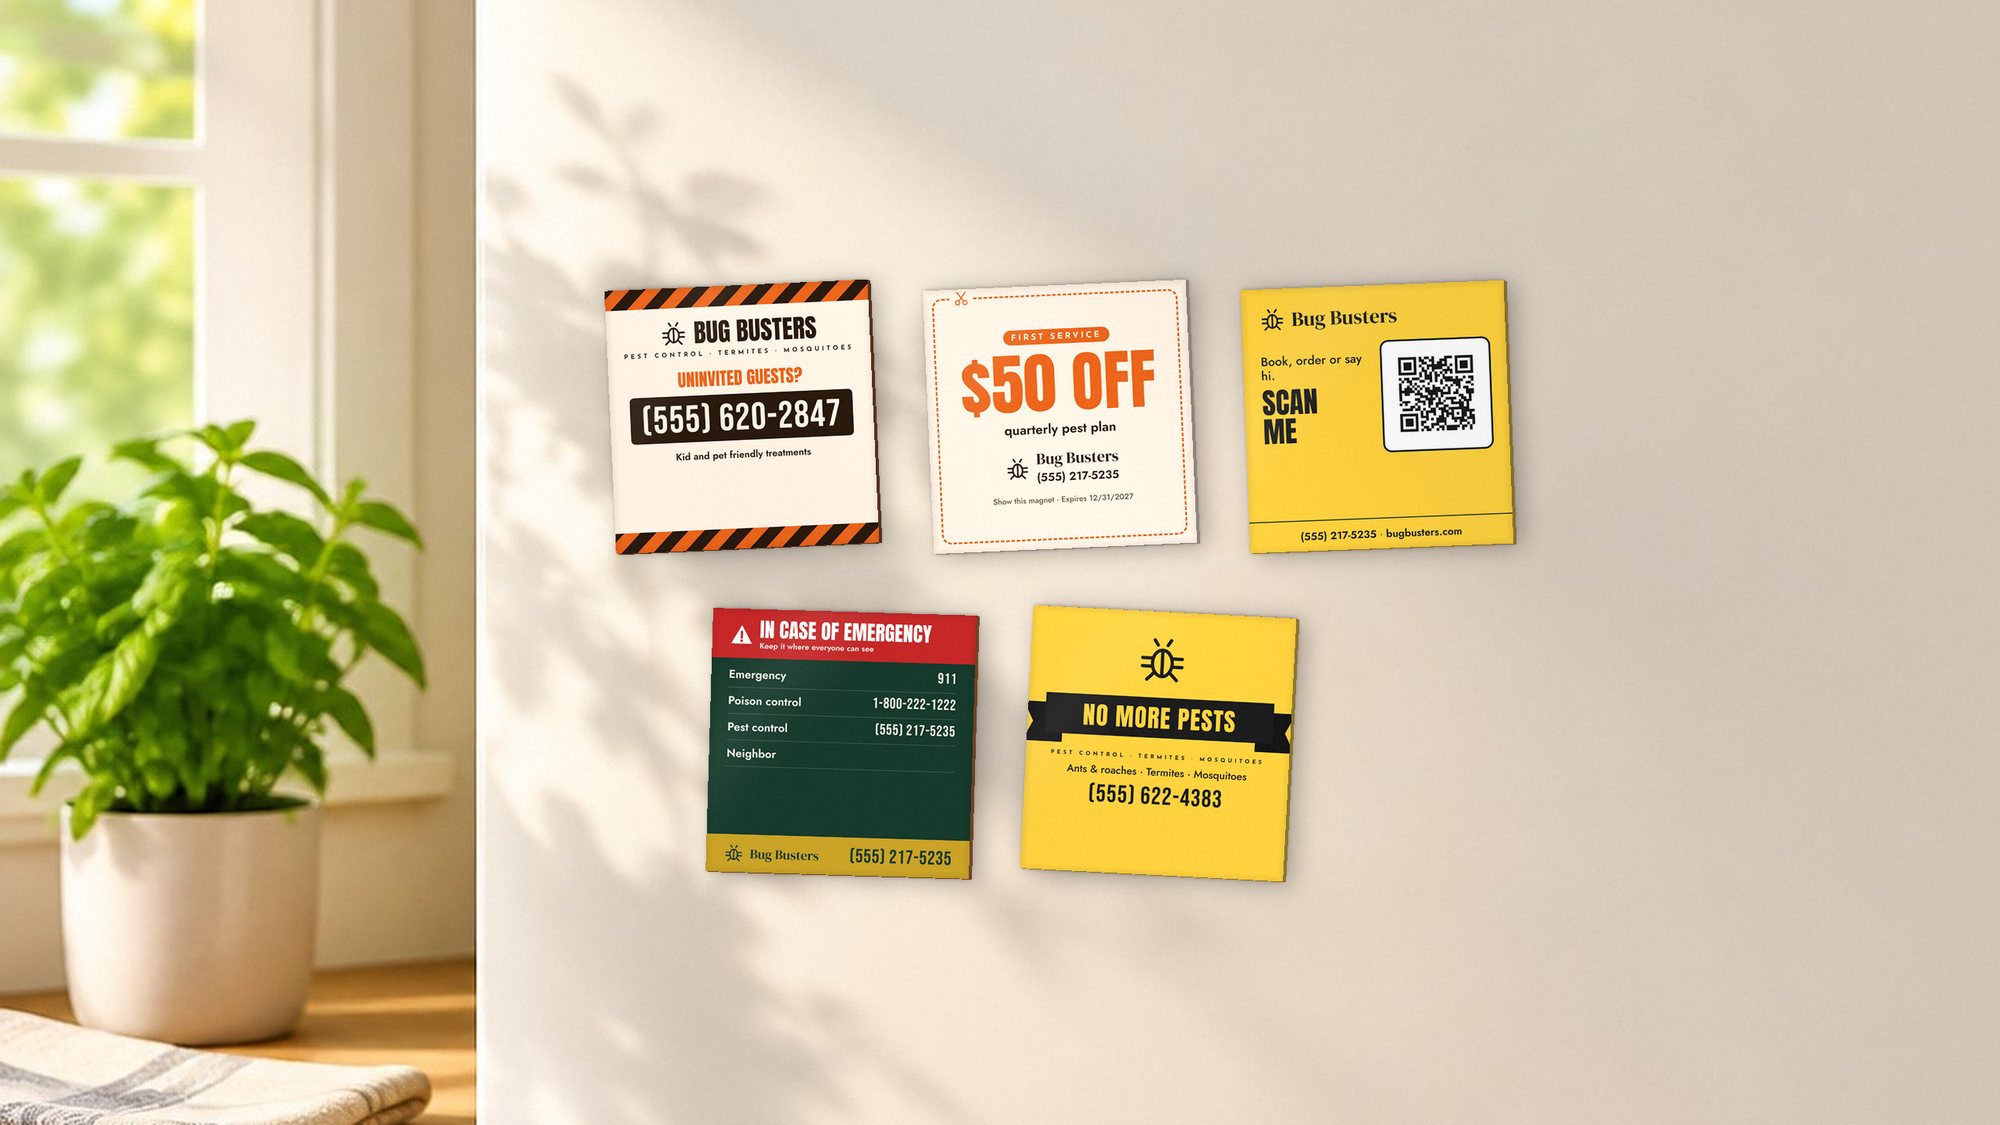 BUG BUSTERS
PEST CONTROL · TERMITES · MOSQUITOES
UNINVITED GUESTS?
(555) 620-2847
Kid and pet friendly treatments
FIRST SERVICE
$50 OFF
quarterly pest plan
Bug Busters
(555) 217-5235
Show this magnet · Expires 12/31/2027
Bug Busters
Book, order or say
hi.
SCAN
ME
(555) 217-5235 · bugbusters.com
IN CASE OF EMERGENCY
Keep it where everyone can see
Emergency 911
Poison control 1-800-222-1222
Pest control (555) 217-5235
Neighbor
Bug Busters (555) 217-5235
NO MORE PESTS
PEST CONTROL · TERMITES · MOSQUITOES
Ants & roaches · Termites · Mosquitoes
(555) 622-4383